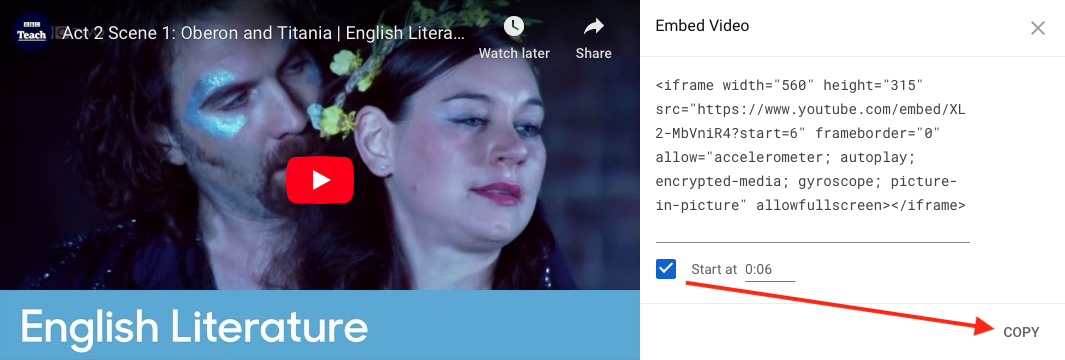 BBC
Teach
Act 2 Scene 1: Oberon and Titania | English Litera...
Watch later
Share
English Literature
Embed Video
<iframe width="560" height="315"
src="https://www.youtube.com/embed/XL
2-MbVniR4?start=6" frameborder="0"
allow="accelerometer; autoplay;
encrypted-media; gyroscope; picture-
in-picture" allowfullscreen></iframe>
Start at 0:06
COPY